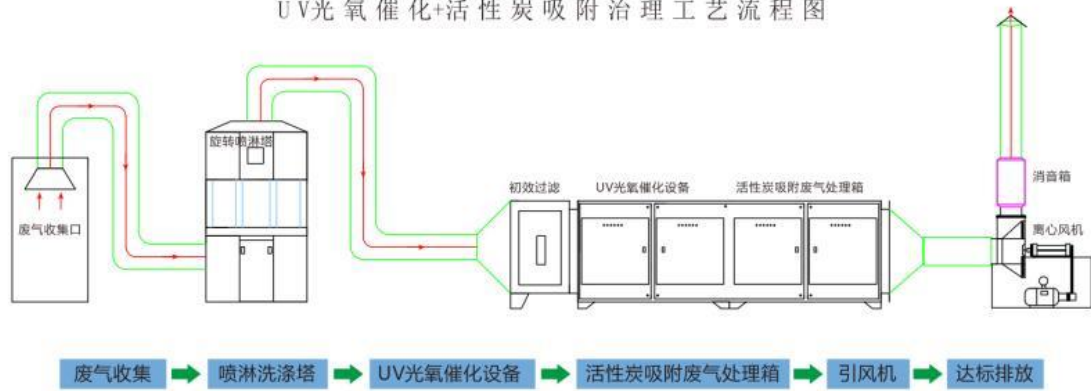 UV光氧催化+活性炭吸附治理工艺流程图
旋转喷淋塔
初效过滤 UV光氧催化设备 活性炭吸附废气处理箱
消音箱
废气收集口
离心风机
废气收集 喷淋洗涤塔 UV光氧催化设备 活性炭吸附废气处理箱 引风机 达标排放